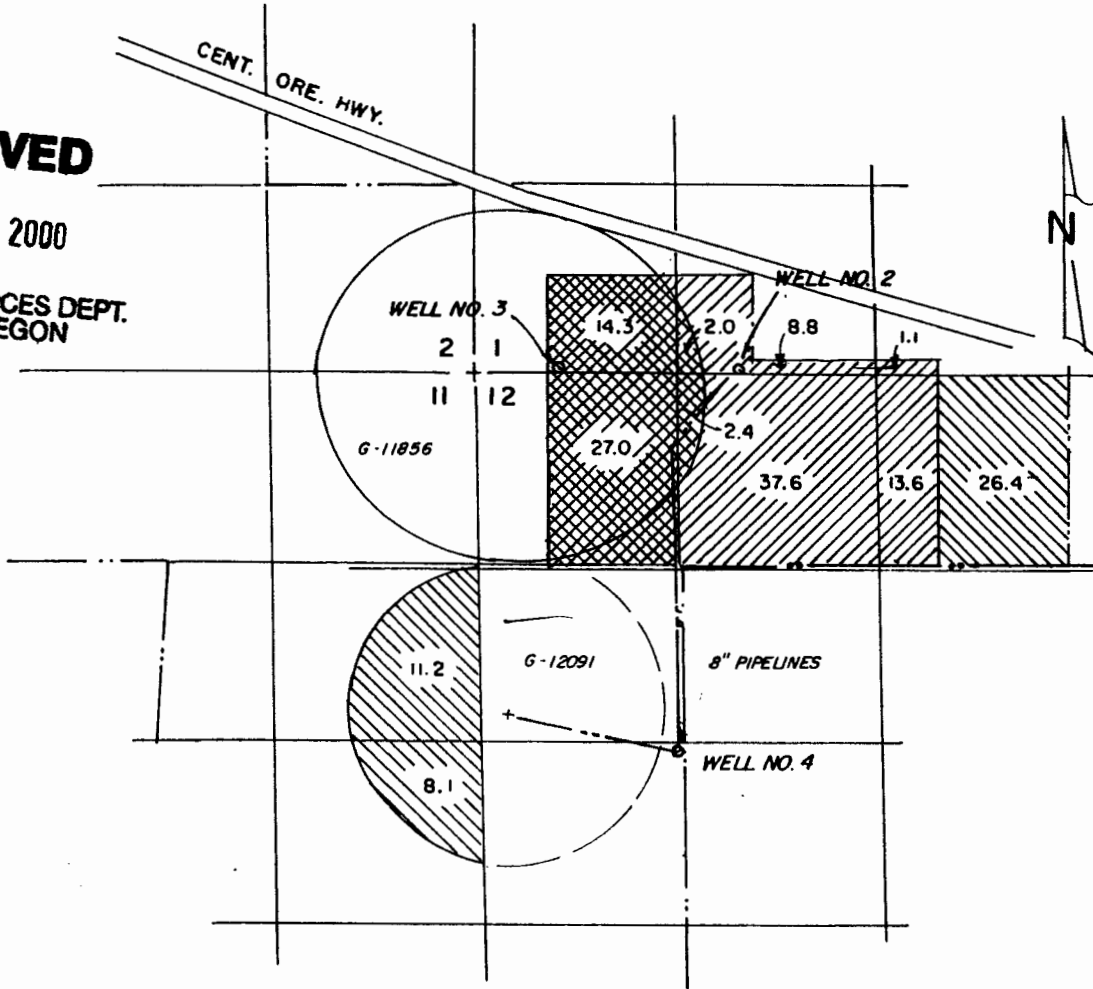 CENT. ORE. HWY.
VED
2000
CES DEPT.
EGON
N
WELL NO. 3
WELL NO. 2
14.3
2.0
8.8
1.1
2 1
11 12
G-11856
27.0
2.4
37.6
13.6
26.4
11.2
G-12091
8" PIPELINES
WELL NO. 4
8.1